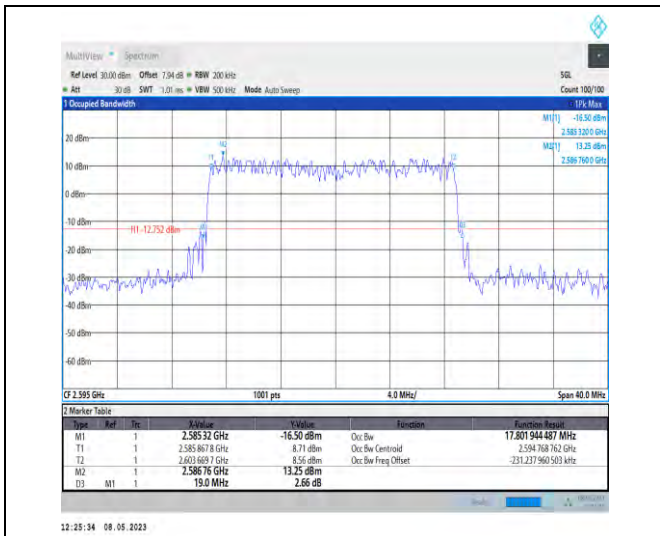 MultiView Spectrum
Ref Level 30.00 dBm Offset 7.94 dB RBW 200 kHz SGL
Att 30 dB SWT 1.01 ms VBW 500 kHz Mode Auto Sweep Count 100/100
1 Occupied Bandwidth 1Pk Max
M1[1] -16.50 dBm
2.585 320 0 GHz
20 dBm M2[1] 13.25 dBm
M2 2.586 760 0 GHz
T1 T2
10 dBm
0 dBm
-10 dBm
H1 -12.752 dBm
-20 dBm
-30 dBm
-40 dBm
-50 dBm
-60 dBm
CF 2.595 GHz 1001 pts 4.0 MHz/ Span 40.0 MHz
2 Marker Table
Type Ref Trc X-Value Y-Value Function Function Result
M1 1 2.585 32 GHz -16.50 dBm Occ Bw 17.801 944 487 MHz
T1 1 2.585 867 8 GHz 8.71 dBm Occ Bw Centroid 2.594 768 762 GHz
T2 1 2.603 669 7 GHz 8.56 dBm Occ Bw Freq Offset -231.237 960 503 kHz
M2 1 2.586 76 GHz 13.25 dBm
D3 M1 1 19.0 MHz 2.66 dB
12:25:34 08.05.2023